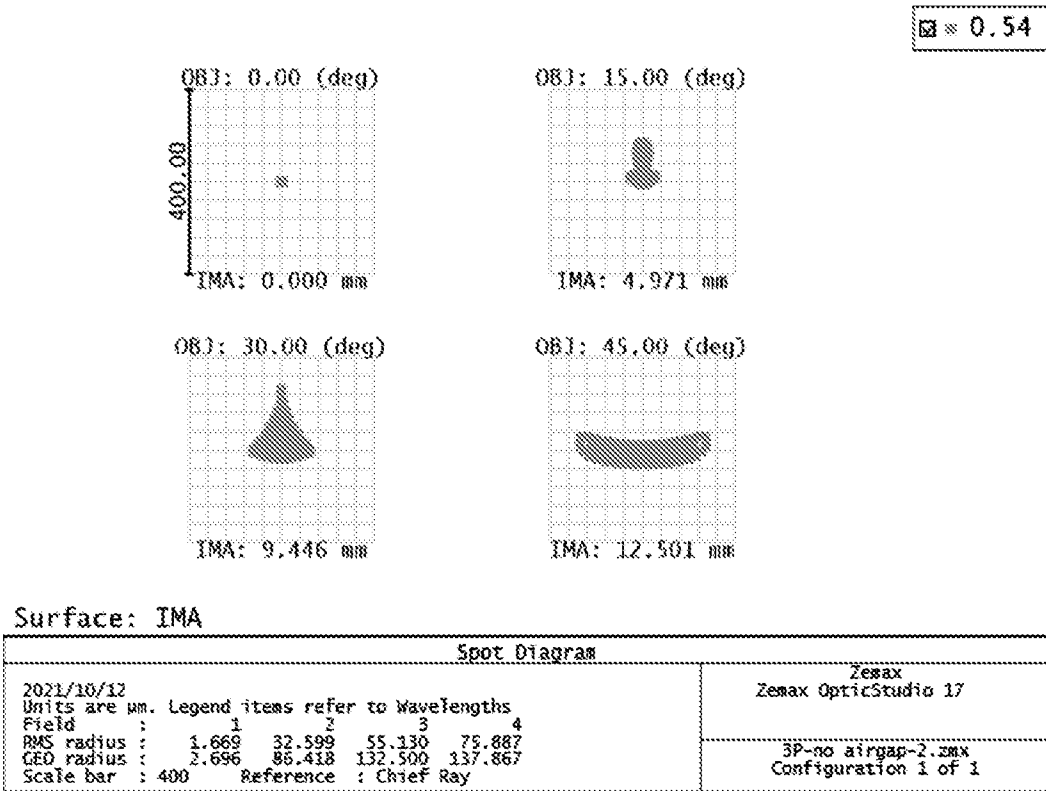 0.54
OBJ: 0.00 (deg)
OBJ: 15.00 (deg)
400.00
IMA: 0.000 mm
IMA: 4.971 mm
OBJ: 30.00 (deg)
OBJ: 45.00 (deg)
IMA: 9.446 mm
IMA: 12.501 mm
Surface: IMA
Spot Diagram
2021/10/12
Units are µm. Legend items refer to Wavelengths
Field : 1 2 3 4
RMS radius : 1.669 32.599 55.130 75.887
GEO radius : 2.696 86.418 132.500 137.867
Scale bar : 400 Reference : Chief Ray
Zemax
Zemax OpticStudio 17
3P-no airgap-2.zmx
Configuration 1 of 1